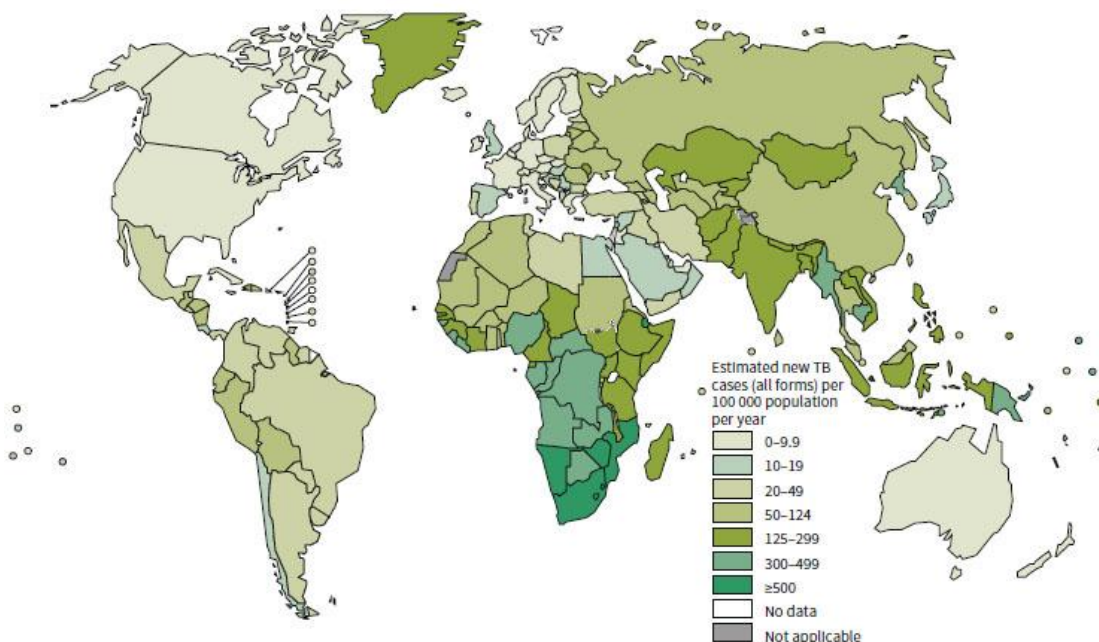 Estimated new TB
cases (all forms) per
100 000 population
per year
0–9.9
10–19
20–49
50–124
125–299
300–499
≥500
No data
Not applicable